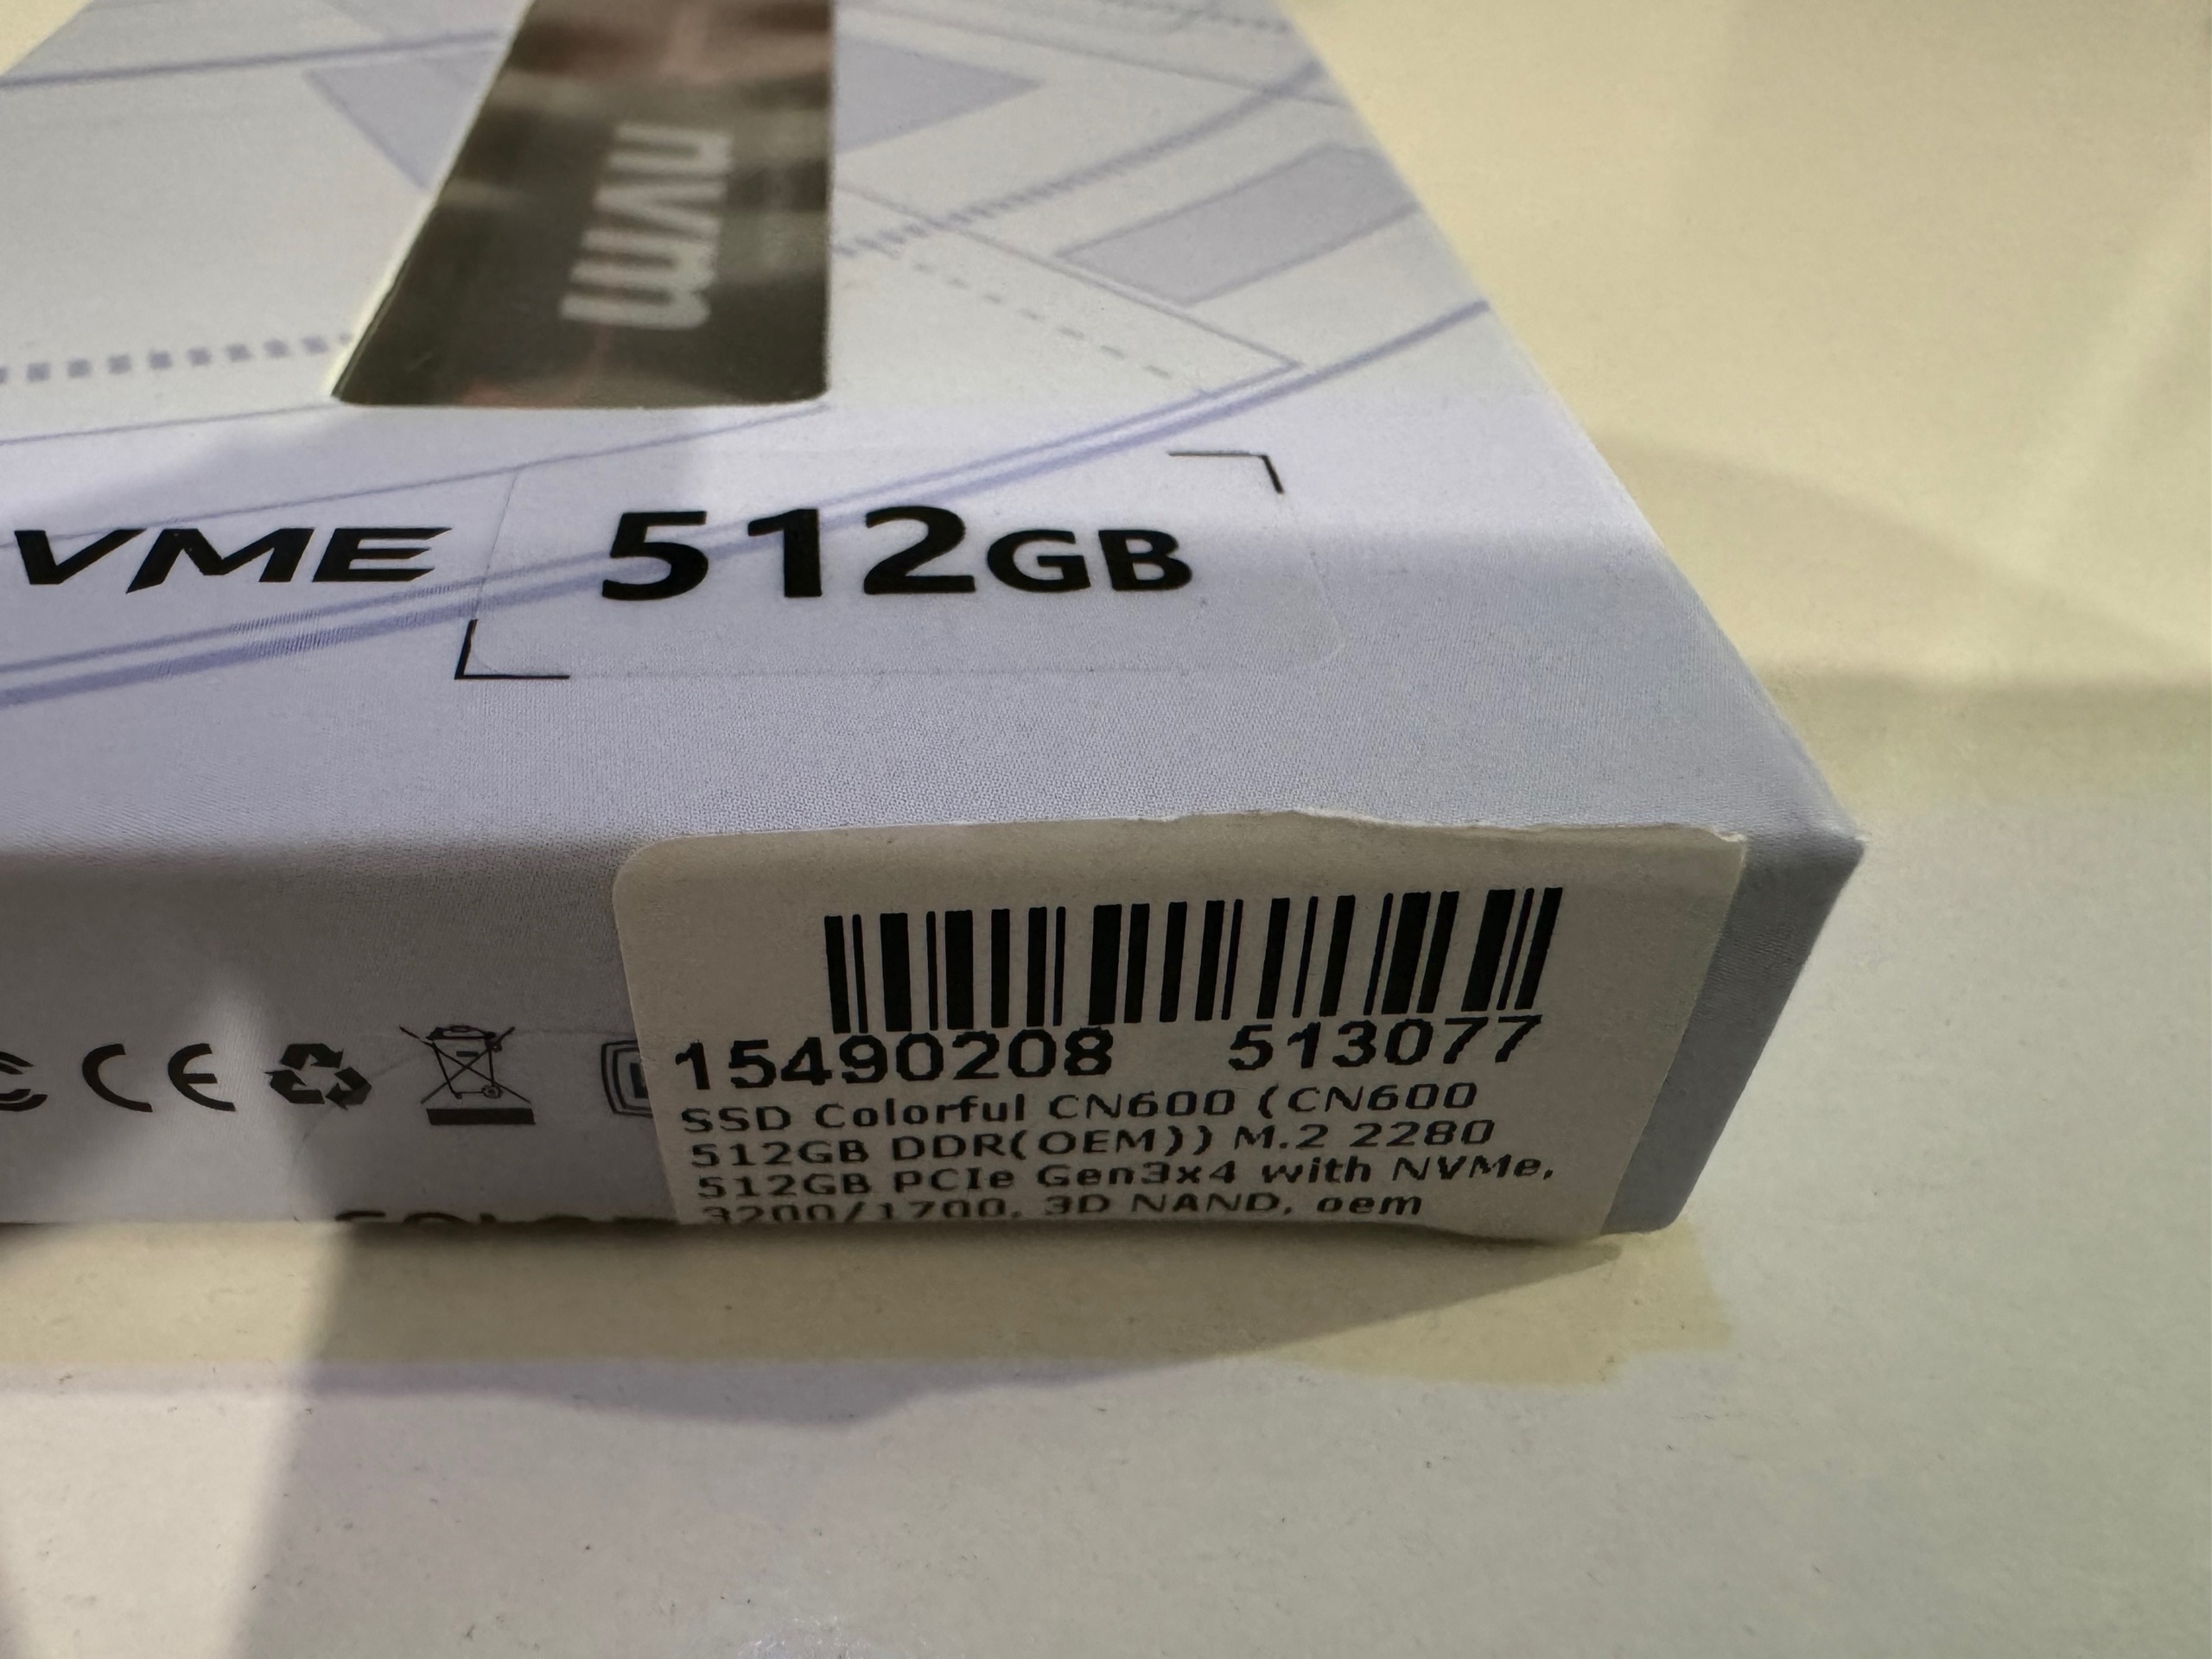 nvm
VME
512GB
15490208 513077
SSD Colorful CN600 (CN600
512GB DDR(OEM)) M.2 2280
512GB PCIe Gen3x4 with NVMe,
3200/1700, 3D NAND, oem
CE